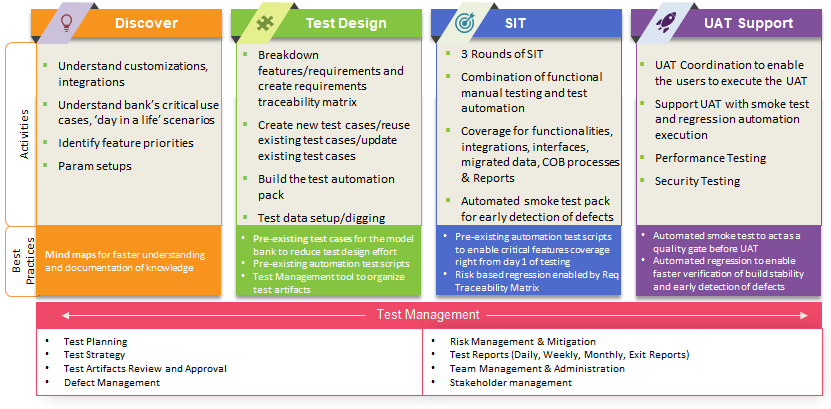 Discover
Test Design
SIT
UAT Support
Activities
Understand customizations,
integrations
Understand bank's critical use
cases, 'day in a life' scenarios
Identify feature priorities
Param setups
Breakdown
features/requirements and
create requirements
traceability matrix
Create new test cases/reuse
existing test cases/update
existing test cases
Build the test automation
pack
Test data setup/digging
3 Rounds of SIT
Combination of functional
manual testing and test
automation
Coverage for functionalities,
integrations, interfaces,
migrated data, COB processes
& Reports
Automated smoke test pack
for early detection of defects
UAT Coordination to enable
the users to execute the UAT
Support UAT with smoke test
and regression automation
execution
Performance Testing
Security Testing
Best
Practices
Mind maps for faster understanding
and documentation of knowledge
Pre-existing test cases for the model
bank to reduce test design effort
Pre-existing automation test scripts
Test Management tool to organize
test artifacts
Pre-existing automation test scripts
to enable critical features coverage
right from day 1 of testing
Risk based regression enabled by Req
Traceability Matrix
Automated smoke test to act as a
quality gate before UAT
Automated regression to enable
faster verification of build stability
and early detection of defects
Test Management
Test Planning
Test Strategy
Test Artifacts Review and Approval
Defect Management
Risk Management & Mitigation
Test Reports (Daily, Weekly, Monthly, Exit Reports)
Team Management & Administration
Stakeholder management